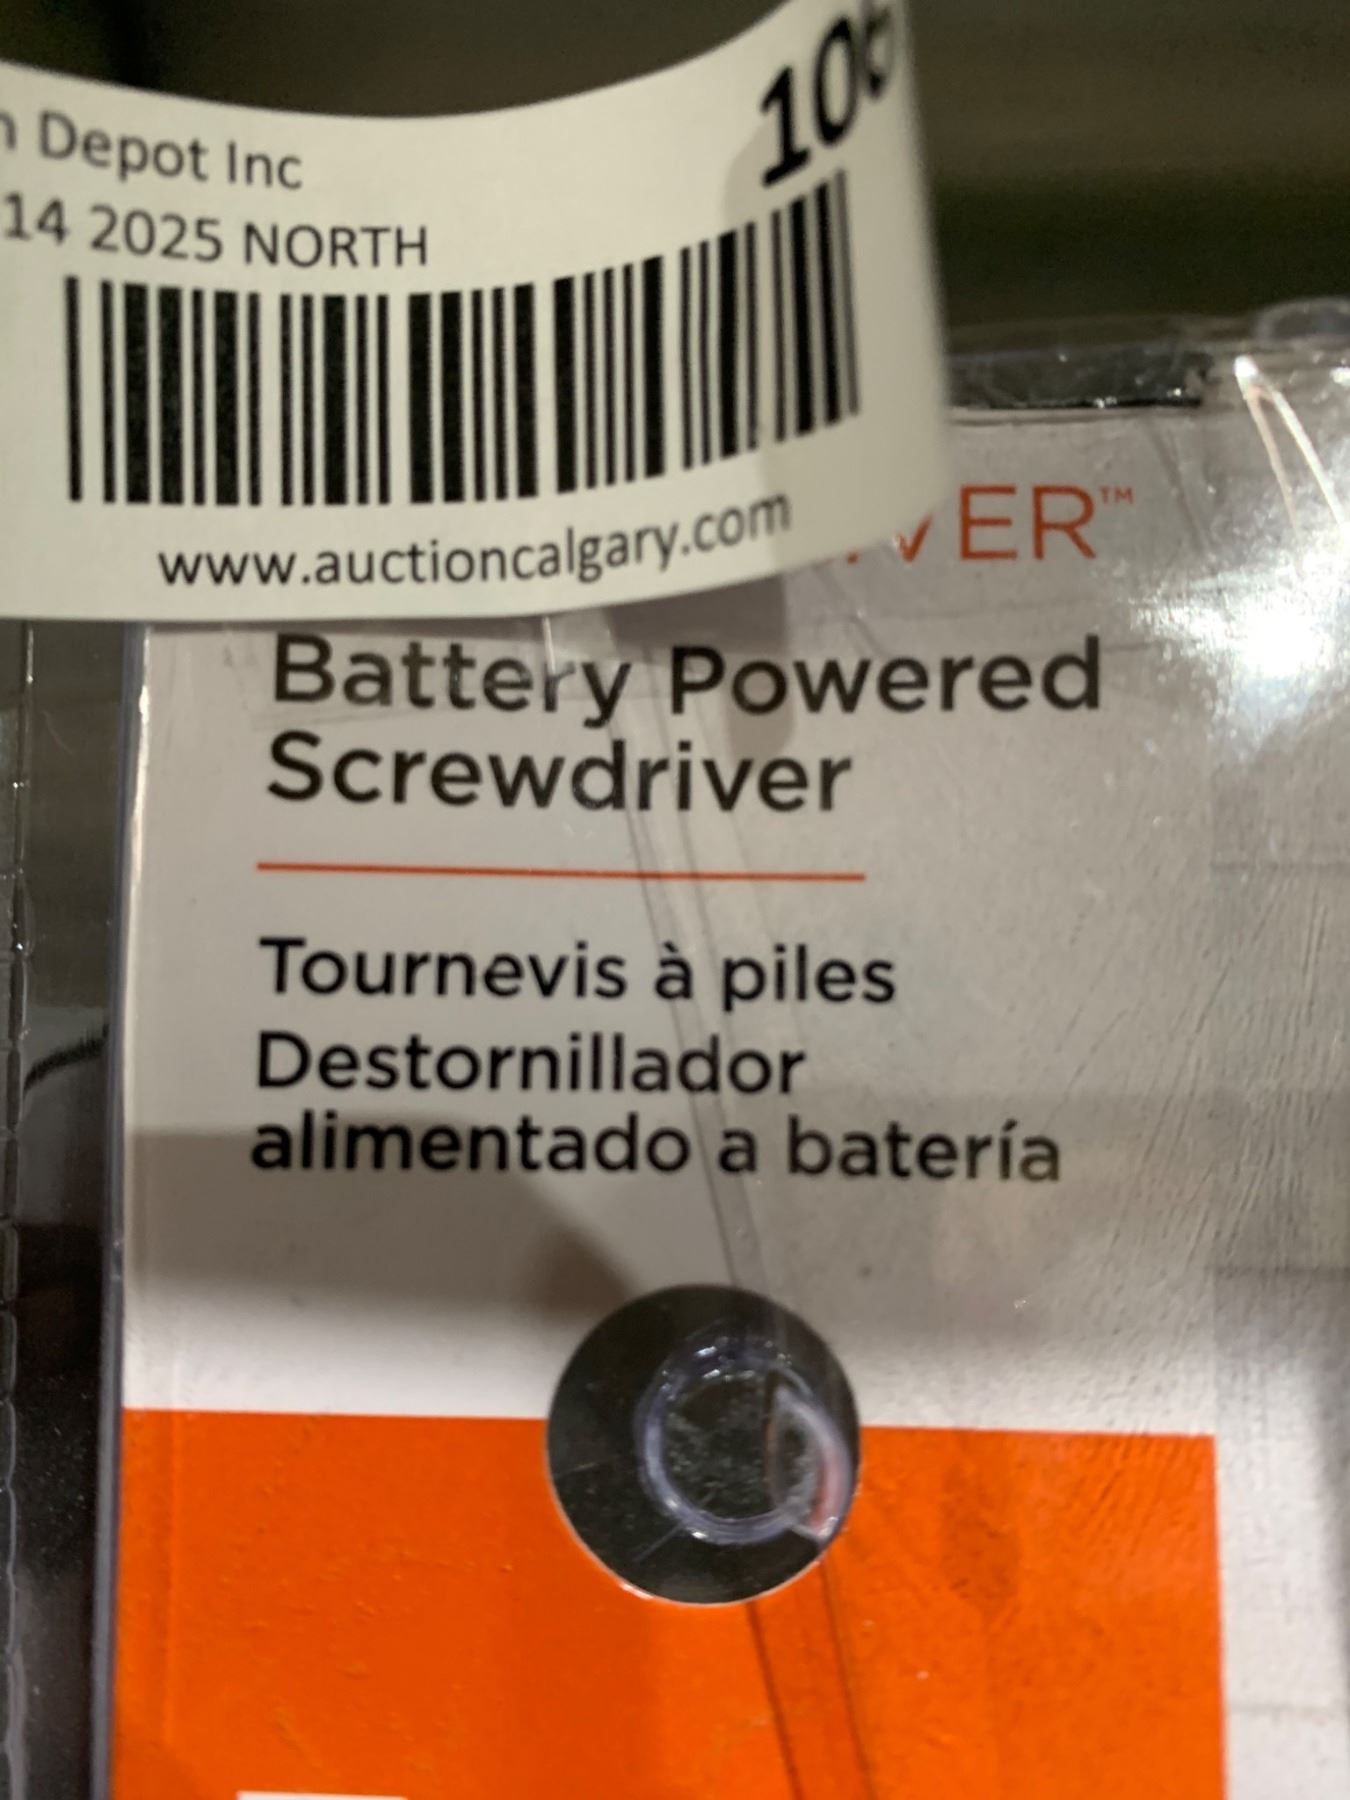 Depot Inc
14 2025 NORTH
www.auctioncalgary.com
Battery Powered
Screwdriver
Tournevis à piles
Destornillador
alimentado a batería